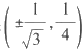 ( ± 1/√3 , 1/4 )